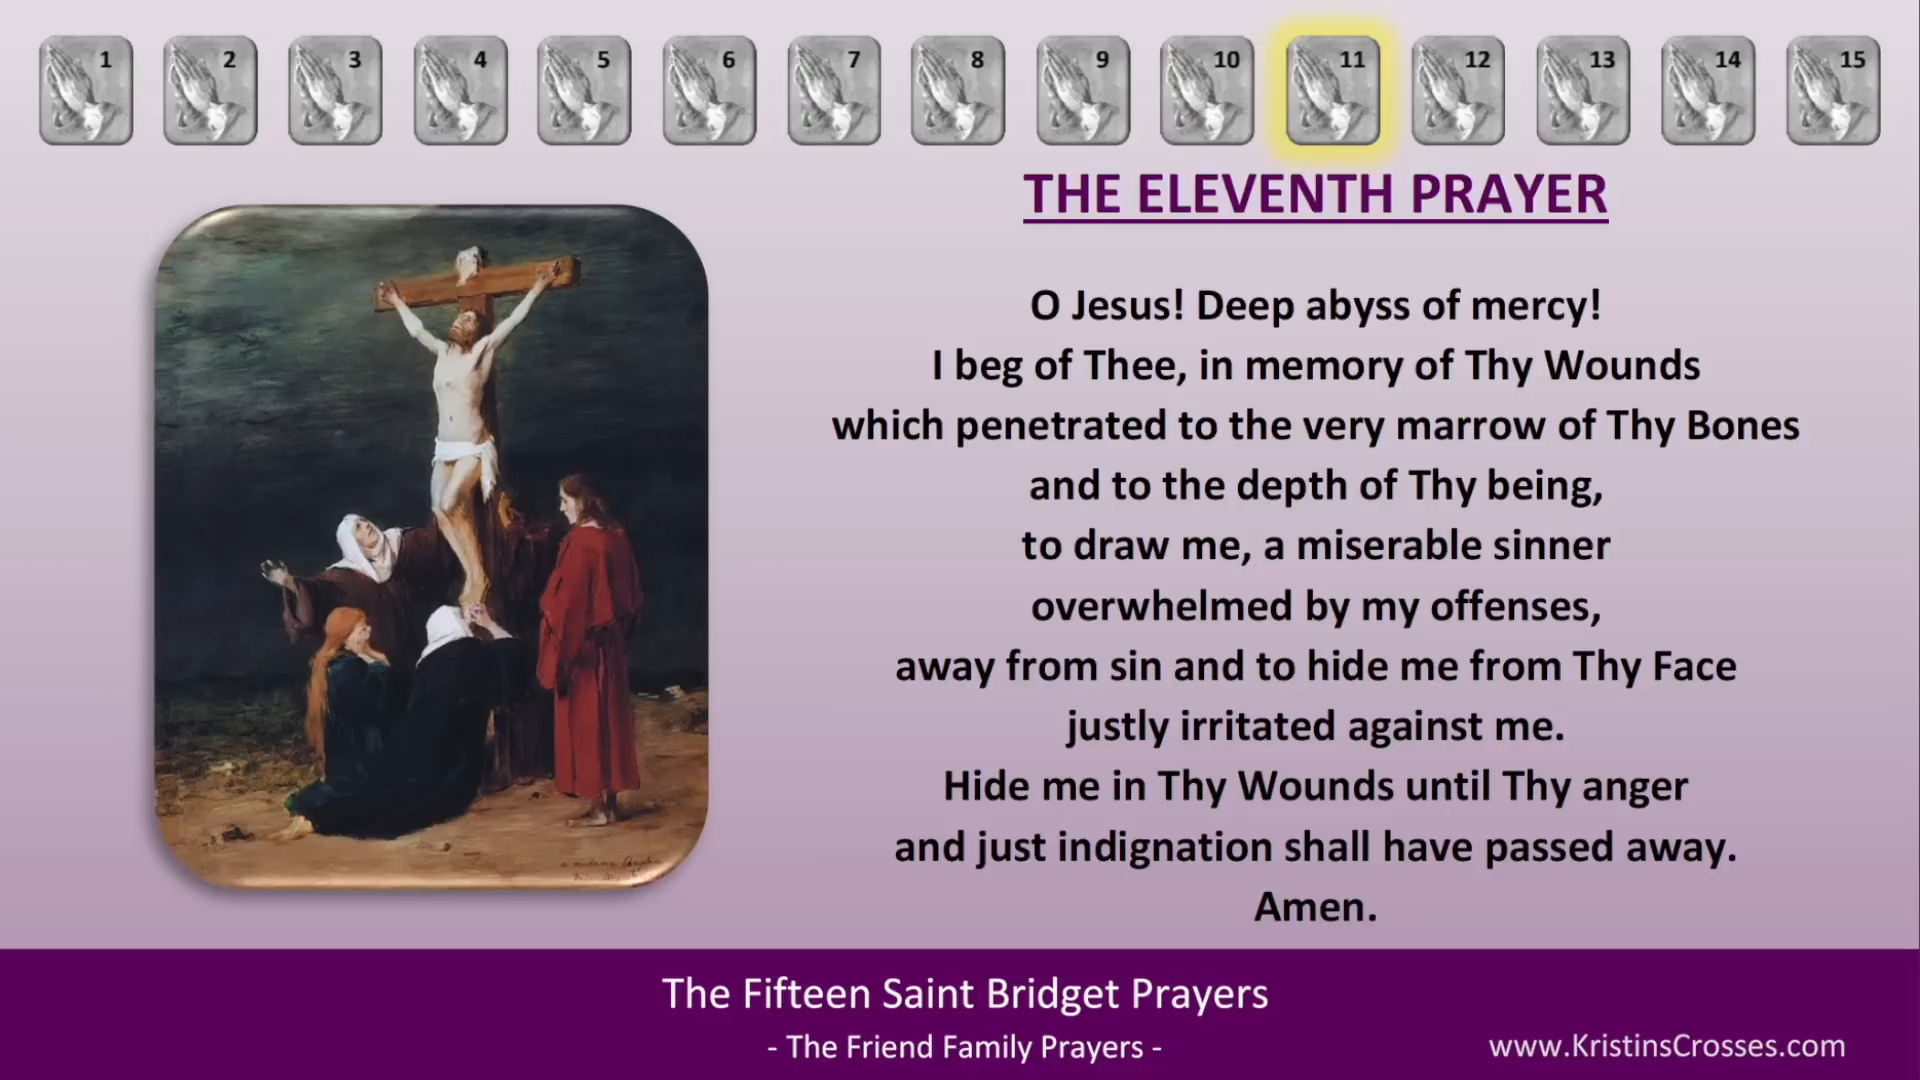 1 2 3 4 5 6 7 8 9 10 11 12 13 14 15
THE ELEVENTH PRAYER
O Jesus! Deep abyss of mercy!
I beg of Thee, in memory of Thy Wounds
which penetrated to the very marrow of Thy Bones
and to the depth of Thy being,
to draw me, a miserable sinner
overwhelmed by my offenses,
away from sin and to hide me from Thy Face
justly irritated against me.
Hide me in Thy Wounds until Thy anger
and just indignation shall have passed away.
Amen.
The Fifteen Saint Bridget Prayers
- The Friend Family Prayers -
www.KristinsCrosses.com